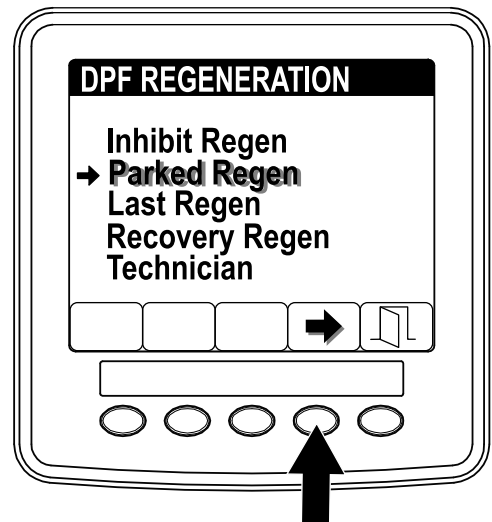 DPF REGENERATION
Inhibit Regen
Parked Regen
Last Regen
Recovery Regen
Technician